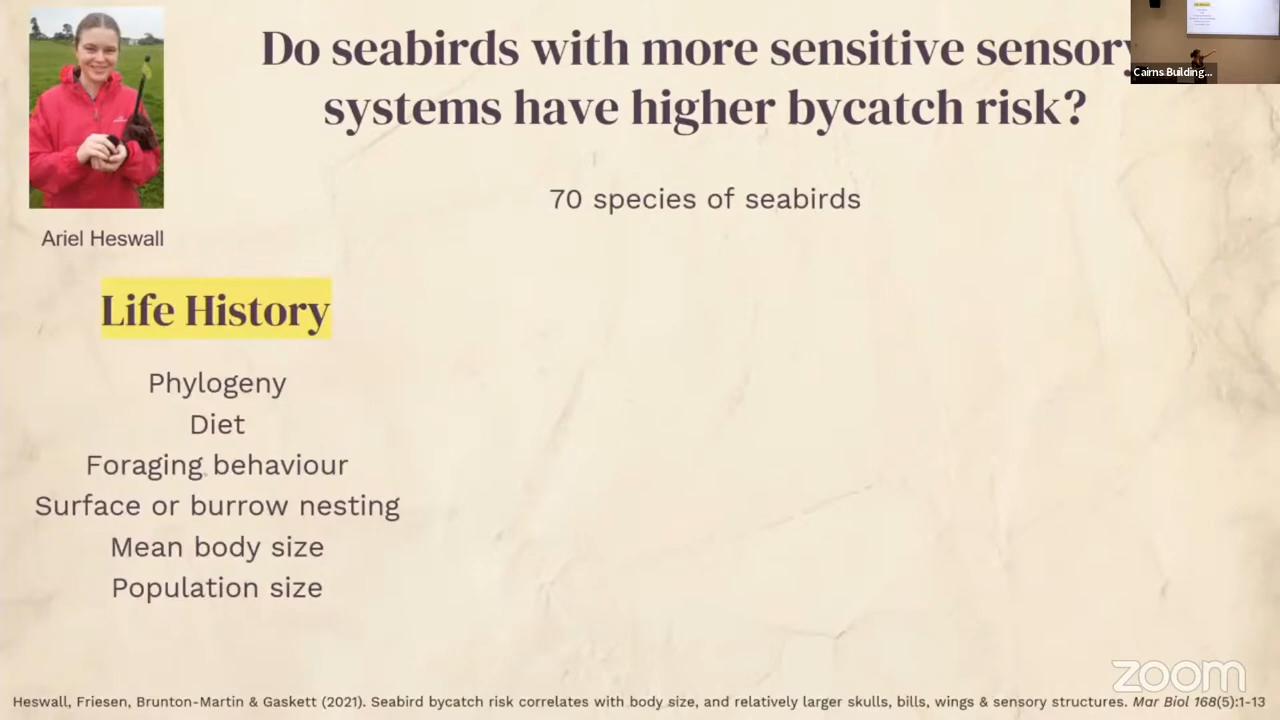 Do seabirds with more sensitive sensory
systems have higher bycatch risk?
Cairns Building...
70 species of seabirds
Ariel Heswall
Life History
Phylogeny
Diet
Foraging behaviour
Surface or burrow nesting
Mean body size
Population size
zoom
Heswall, Friesen, Brunton-Martin & Gaskett (2021). Seabird bycatch risk correlates with body size, and relatively larger skulls, bills, wings & sensory structures. Mar Biol 168(5):1-13